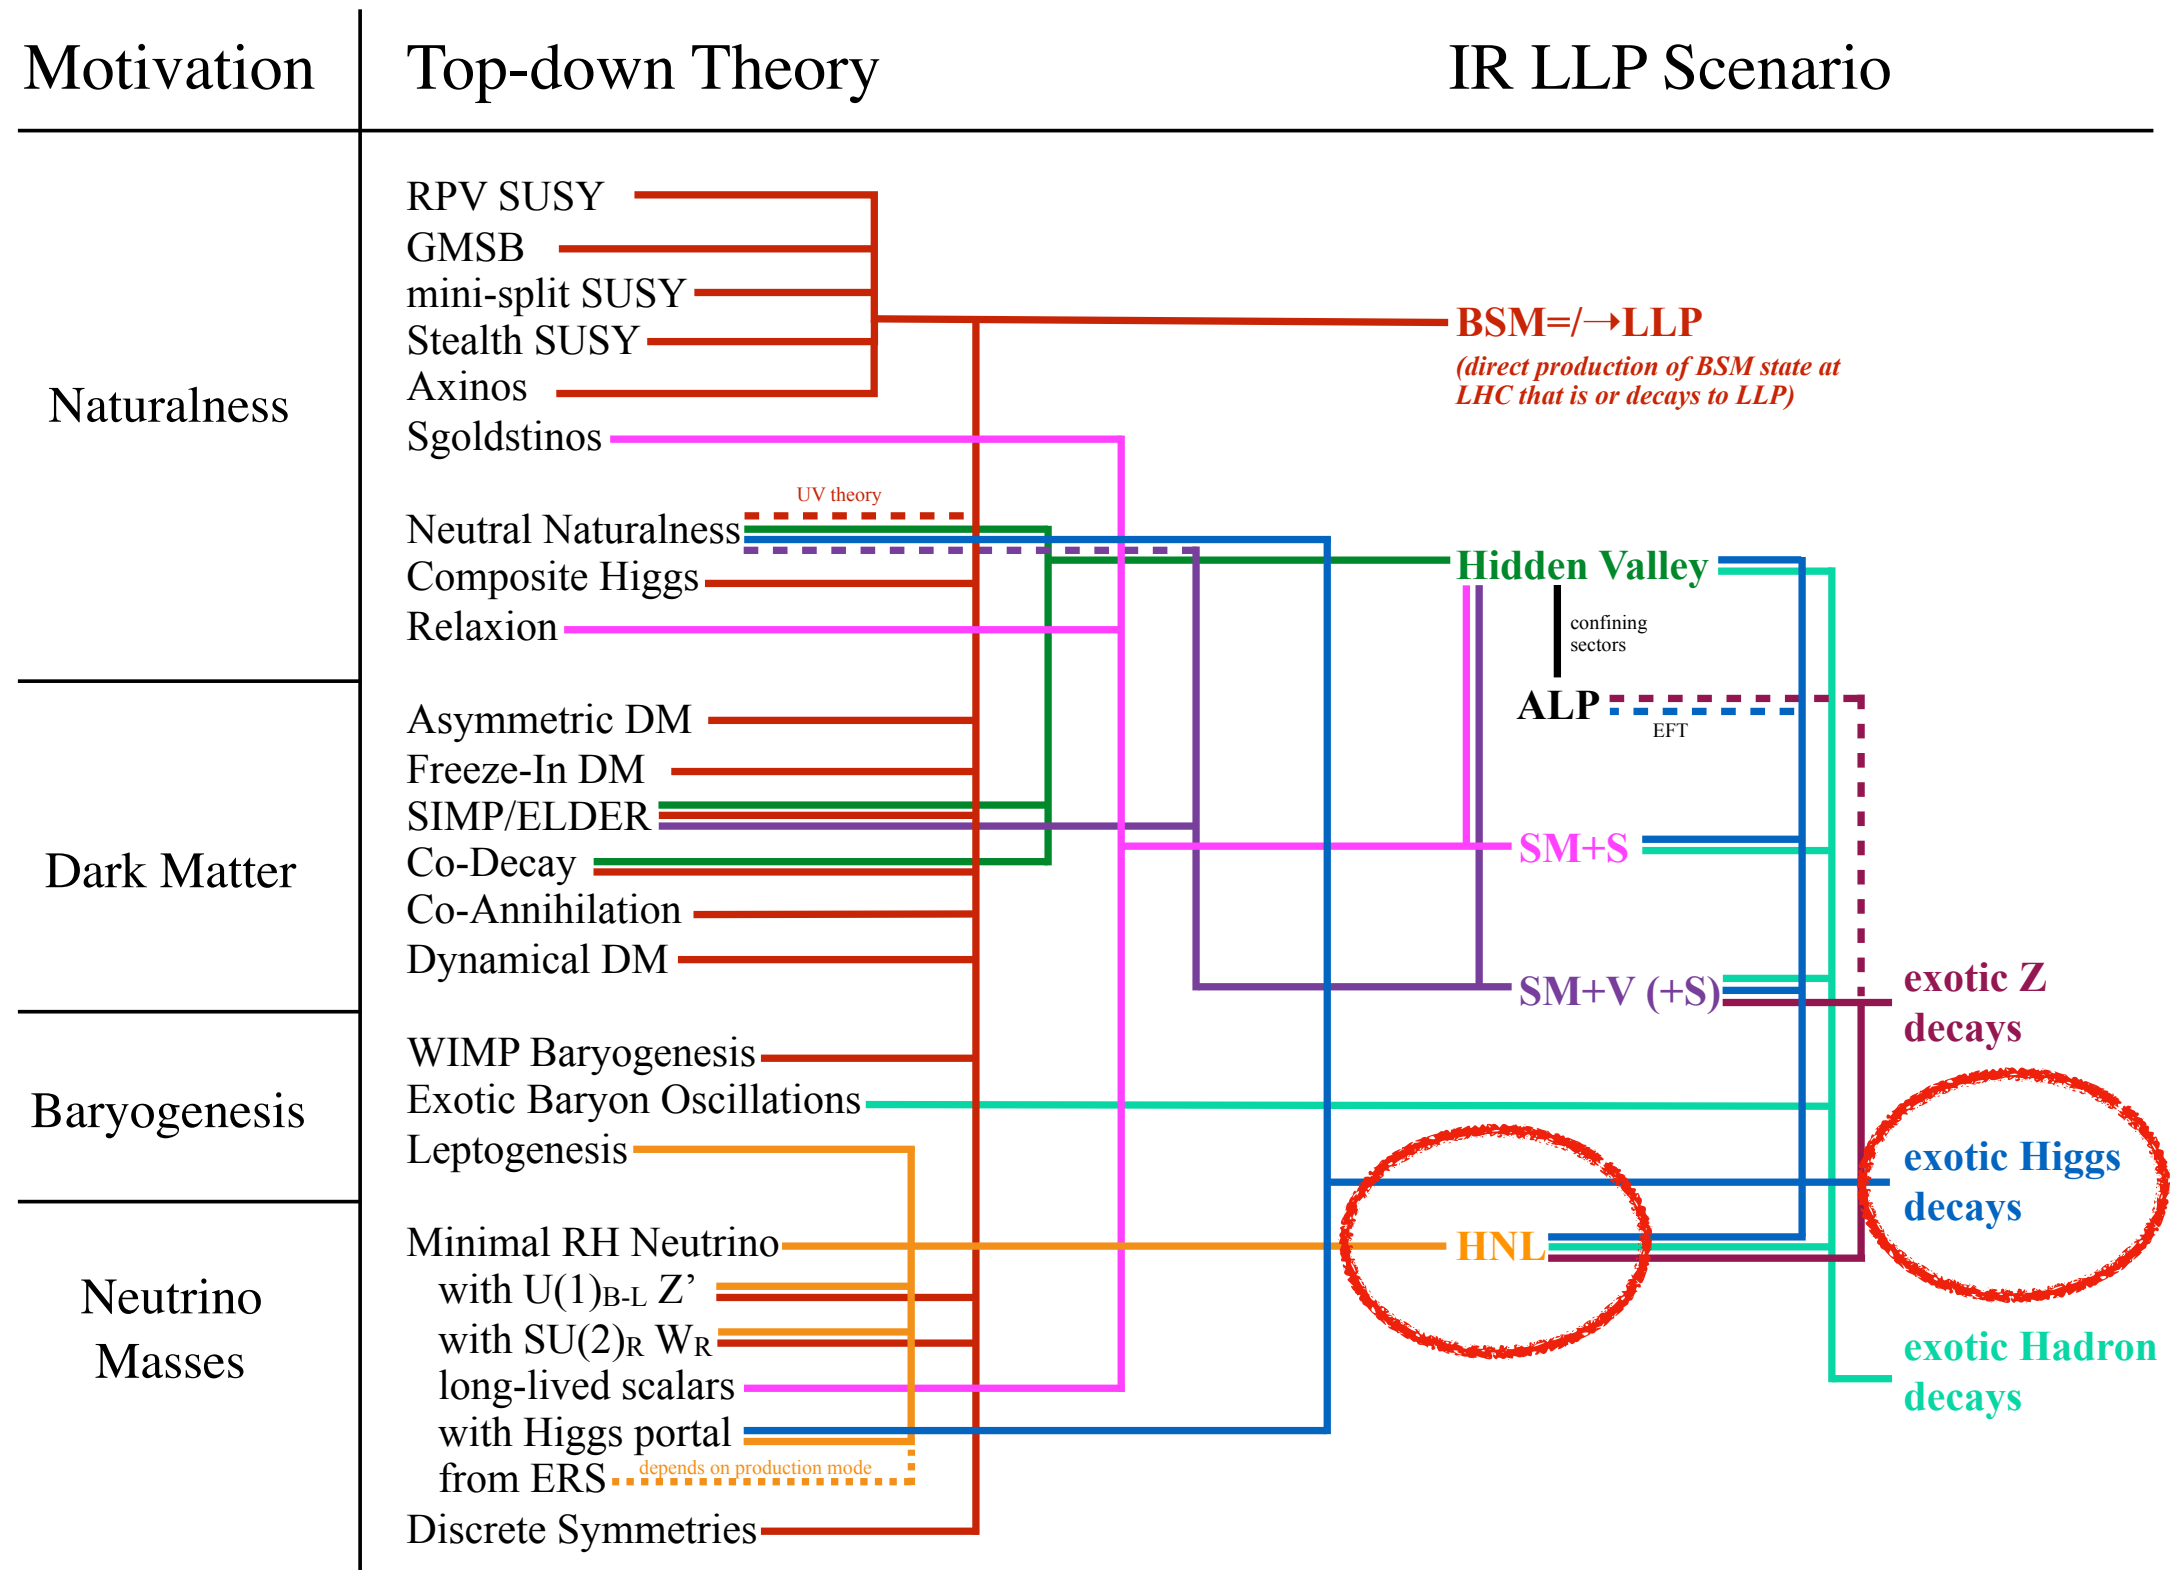 Motivation
Top-down Theory
IR LLP Scenario
Naturalness
RPV SUSY
GMSB
mini-split SUSY
Stealth SUSY
Axinos
Sgoldstinos
UV theory
Neutral Naturalness
Composite Higgs
Relaxion
Dark Matter
Asymmetric DM
Freeze-In DM
SIMP/ELDER
Co-Decay
Co-Annihilation
Dynamical DM
Baryogenesis
WIMP Baryogenesis
Exotic Baryon Oscillations
Leptogenesis
Neutrino
Masses
Minimal RH Neutrino
with U(1)B-L Z’
with SU(2)R WR
long-lived scalars
with Higgs portal
from ERS
depends on production mode
Discrete Symmetries
BSM=/→LLP
(direct production of BSM state at
LHC that is or decays to LLP)
Hidden Valley
confining
sectors
ALP
EFT
SM+S
SM+V (+S)
HNL
exotic Z
decays
exotic Higgs
decays
exotic Hadron
decays